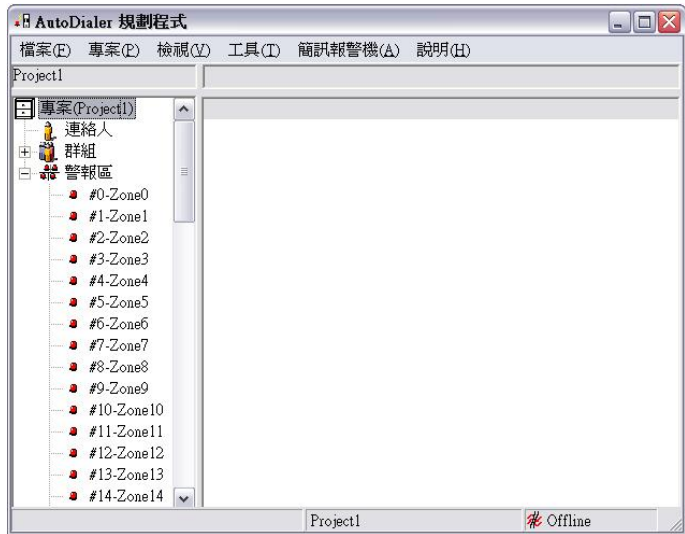 AutoDialer 規劃程式
檔案(F) 專案(P) 檢視(V) 工具(T) 簡訊報警機(A) 說明(H)
Project1
專案(Project1)
連絡人
群組
警報區
#0-Zone0
#1-Zone1
#2-Zone2
#3-Zone3
#4-Zone4
#5-Zone5
#6-Zone6
#7-Zone7
#8-Zone8
#9-Zone9
#10-Zone10
#11-Zone11
#12-Zone12
#13-Zone13
#14-Zone14
Project1 Offline